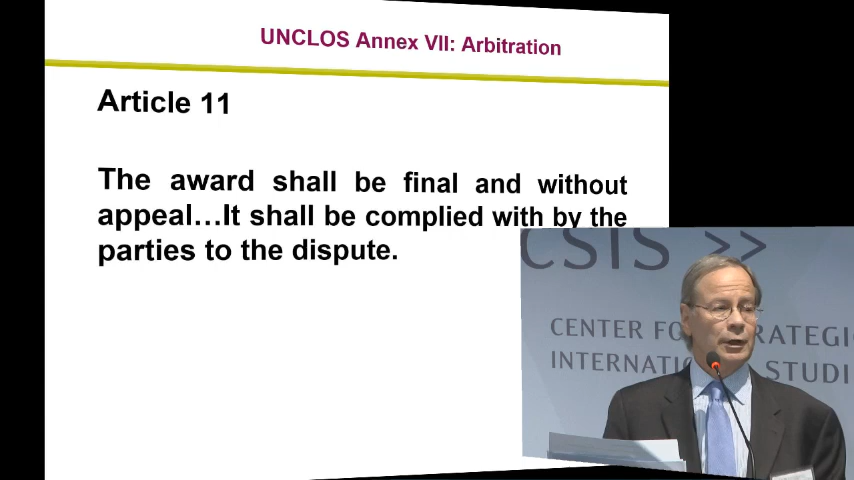 UNCLOS Annex VII: Arbitration
Article 11
The award shall be final and without
appeal…It shall be complied with by the
parties to the dispute.
CSIS >>
CENTER FO RATEGI
INTERNATI STUDI